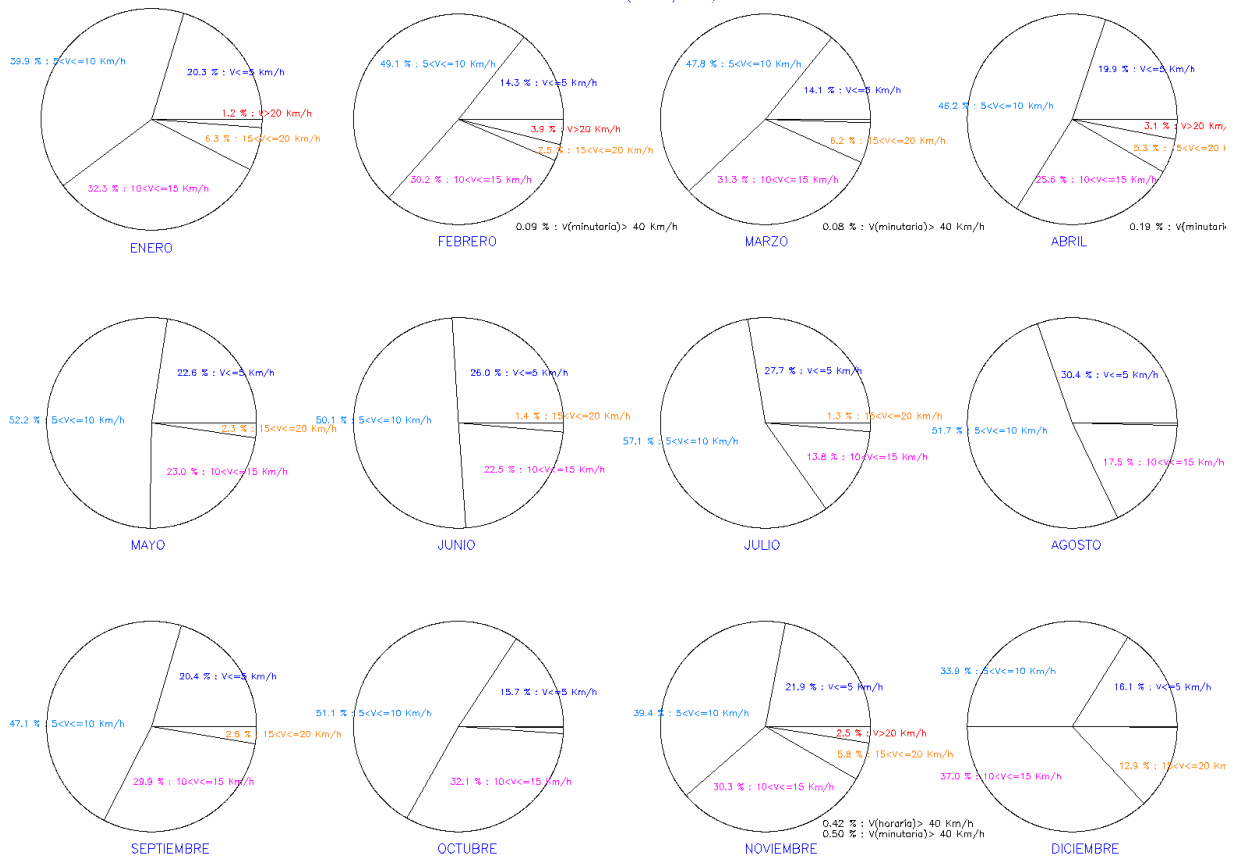 39.9 % : 5<V<=10 Km/h
20.3 % : V<=5 Km/h
1.2 % : V>20 Km/h
6.3 % : 15<V<=20 Km/h
32.3 % : 10<V<=15 Km/h
ENERO
49.1 % : 5<V<=10 Km/h
14.3 % : V<=5 Km/h
3.9 % : V>20 Km/h
2.5 % : 15<V<=20 Km/h
30.2 % : 10<V<=15 Km/h
0.09 % : V(minutaria)> 40 Km/h
FEBRERO
47.8 % : 5<V<=10 Km/h
14.1 % : V<=5 Km/h
6.2 % : 15<V<=20 Km/h
31.3 % : 10<V<=15 Km/h
0.08 % : V(minutaria)> 40 Km/h
MARZO
46.2 % : 5<V<=10 Km/h
19.9 % : V<=5 Km/h
3.1 % : V>20 Km/
5.3 % : 15<V<=20
25.6 % : 10<V<=15 Km/h
0.19 % :
ABRIL
52.2 % : 5<V<=10 Km/h
22.6 % : V<=5 Km/h
2.3 % : 15<V<=20 Km/h
23.0 % : 10<V<=15 Km/h
MAYO
50.1 % : 5<V<=10 Km/h
26.0 % : V<=5 Km/h
1.4 % : 15<V<=20 Km/h
22.5 % : 10<V<=15 Km/h
JUNIO
57.1 % : 5<V<=10 Km/h
27.7 % : V<=5 Km/h
1.3 % : 15<V<=20 Km/h
13.8 % : 10<V<=15 Km/h
JULIO
51.7 % : 5<V<=10 Km/h
30.4 % : V<=5 Km/h
17.5 % : 10<V<=15 Km/h
AGOSTO
47.1 % : 5<V<=10 Km/h
20.4 % : V<=5 Km/h
2.6 % : 15<V<=20 Km/h
29.9 % : 10<V<=15 Km/h
SEPTIEMBRE
51.1 % : 5<V<=10 Km/h
15.7 % : V<=5 Km/h
32.1 % : 10<V<=15 Km/h
OCTUBRE
39.4 % : 5<V<=10 Km/h
21.9 % : V<=5 Km/h
2.5 % : V>20 Km/h
5.8 % : 15<V<=20 Km/h
30.3 % : 10<V<=15 Km/h
0.42 % : V(horaria)> 40 Km/h
0.50 % : V(minutaria)> 40 Km/h
NOVIEMBRE
33.9 % : 5<V<=10 Km/h
16.1 % : V<=5 Km/h
12.9 % : 15<V<=20 Km
37.0 % : 10<V<=15 Km/h
DICIEMBRE